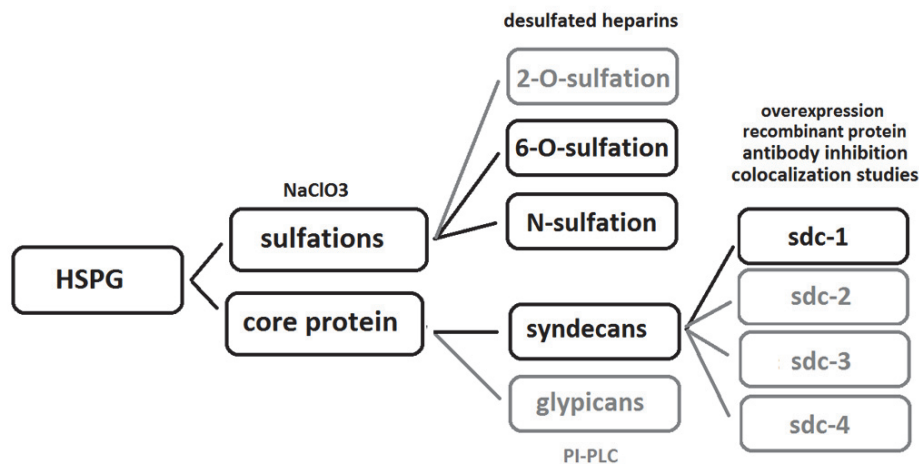 desulfated heparins
2-O-sulfation
overexpression
recombinant protein
antibody inhibition
colocalization studies
6-O-sulfation
NaClO3
sulfations
N-sulfation
sdc-1
HSPG
sdc-2
core protein
syndecans
sdc-3
glypicans
sdc-4
PI-PLC